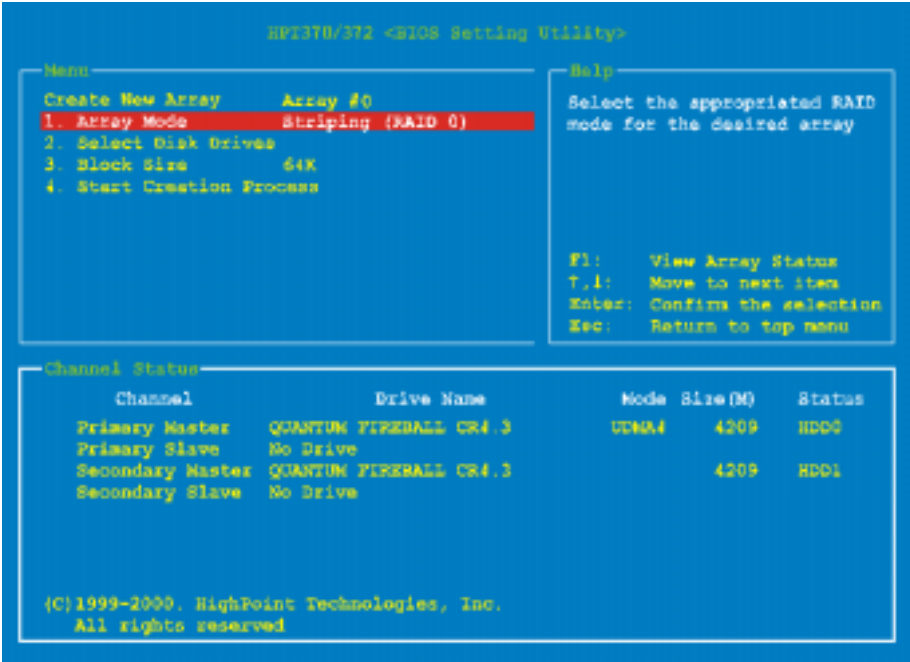 HPT370/372 <BIOS Setting Utility>
Menu
Create New Array Array #0
1. Array Mode Striping (RAID 0)
2. Select Disk Drives
3. Block Size 64K
4. Start Creation Process
Help
Select the appropriated RAID
mode for the desired array
F1: View Array Status
↑,↓: Move to next item
Enter: Confirm the selection
Esc: Return to top menu
Channel Status
Channel Drive Name Mode Size(M) Status
Primary Master QUANTUM FIREBALL CR4.3 UDMA4 4209 HDD0
Primary Slave No Drive
Secondary Master QUANTUM FIREBALL CR4.3 4209 HDD1
Secondary Slave No Drive
(C)1999-2000. HighPoint Technologies, Inc.
All rights reserved